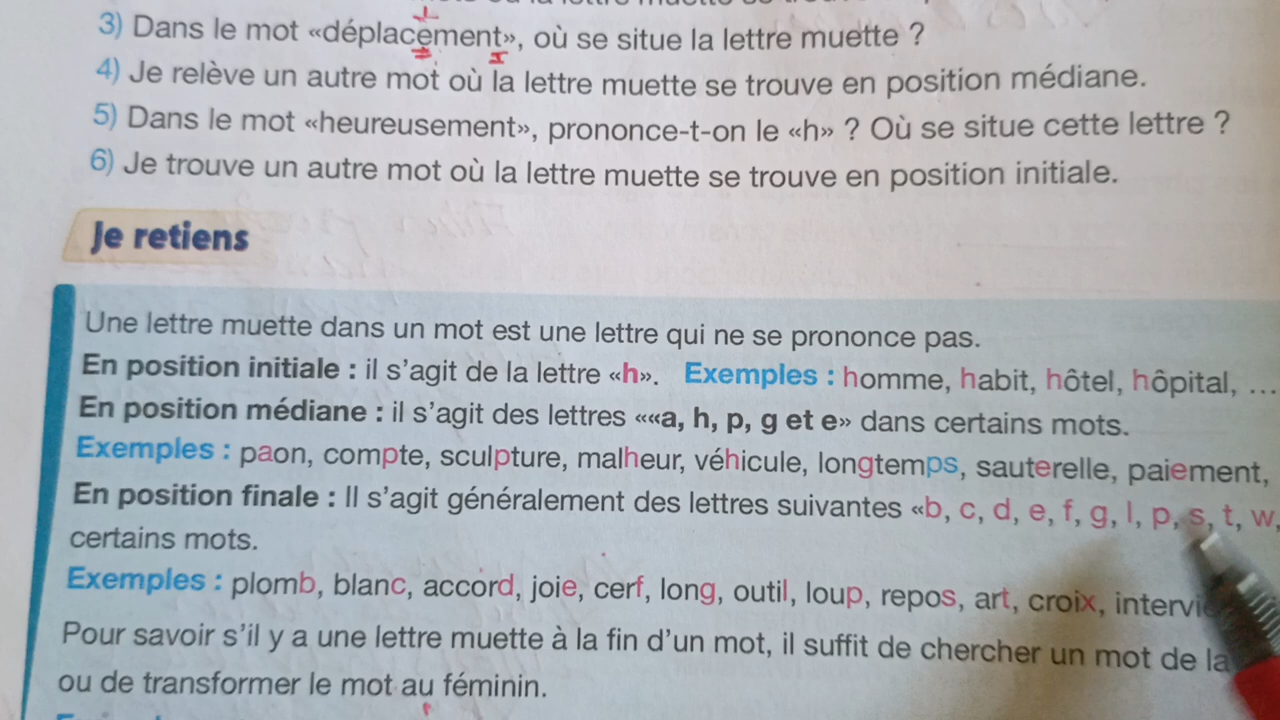 3) Dans le mot «déplacement», où se situe la lettre muette ?
4) Je relève un autre mot où la lettre muette se trouve en position médiane.
5) Dans le mot «heureusement», prononce-t-on le «h» ? Où se situe cette lettre ?
6) Je trouve un autre mot où la lettre muette se trouve en position initiale.
Je retiens
Une lettre muette dans un mot est une lettre qui ne se prononce pas.
En position initiale : il s'agit de la lettre «h». Exemples : homme, habit, hôtel, hôpital, ...
En position médiane : il s'agit des lettres ««a, h, p, g et e» dans certains mots.
Exemples : paon, compte, sculpture, malheur, véhicule, longtemps, sauterelle, paiement,
En position finale : Il s'agit généralement des lettres suivantes «b, c, d, e, f, g, l, p, s, t, w,
certains mots.
Exemples : plomb, blanc, accord, joie, cerf, long, outil, loup, repos, art, croix,
Pour savoir s'il y a une lettre muette à la fin d'un mot, il suffit de chercher un mot de la
ou de transformer le mot au féminin.